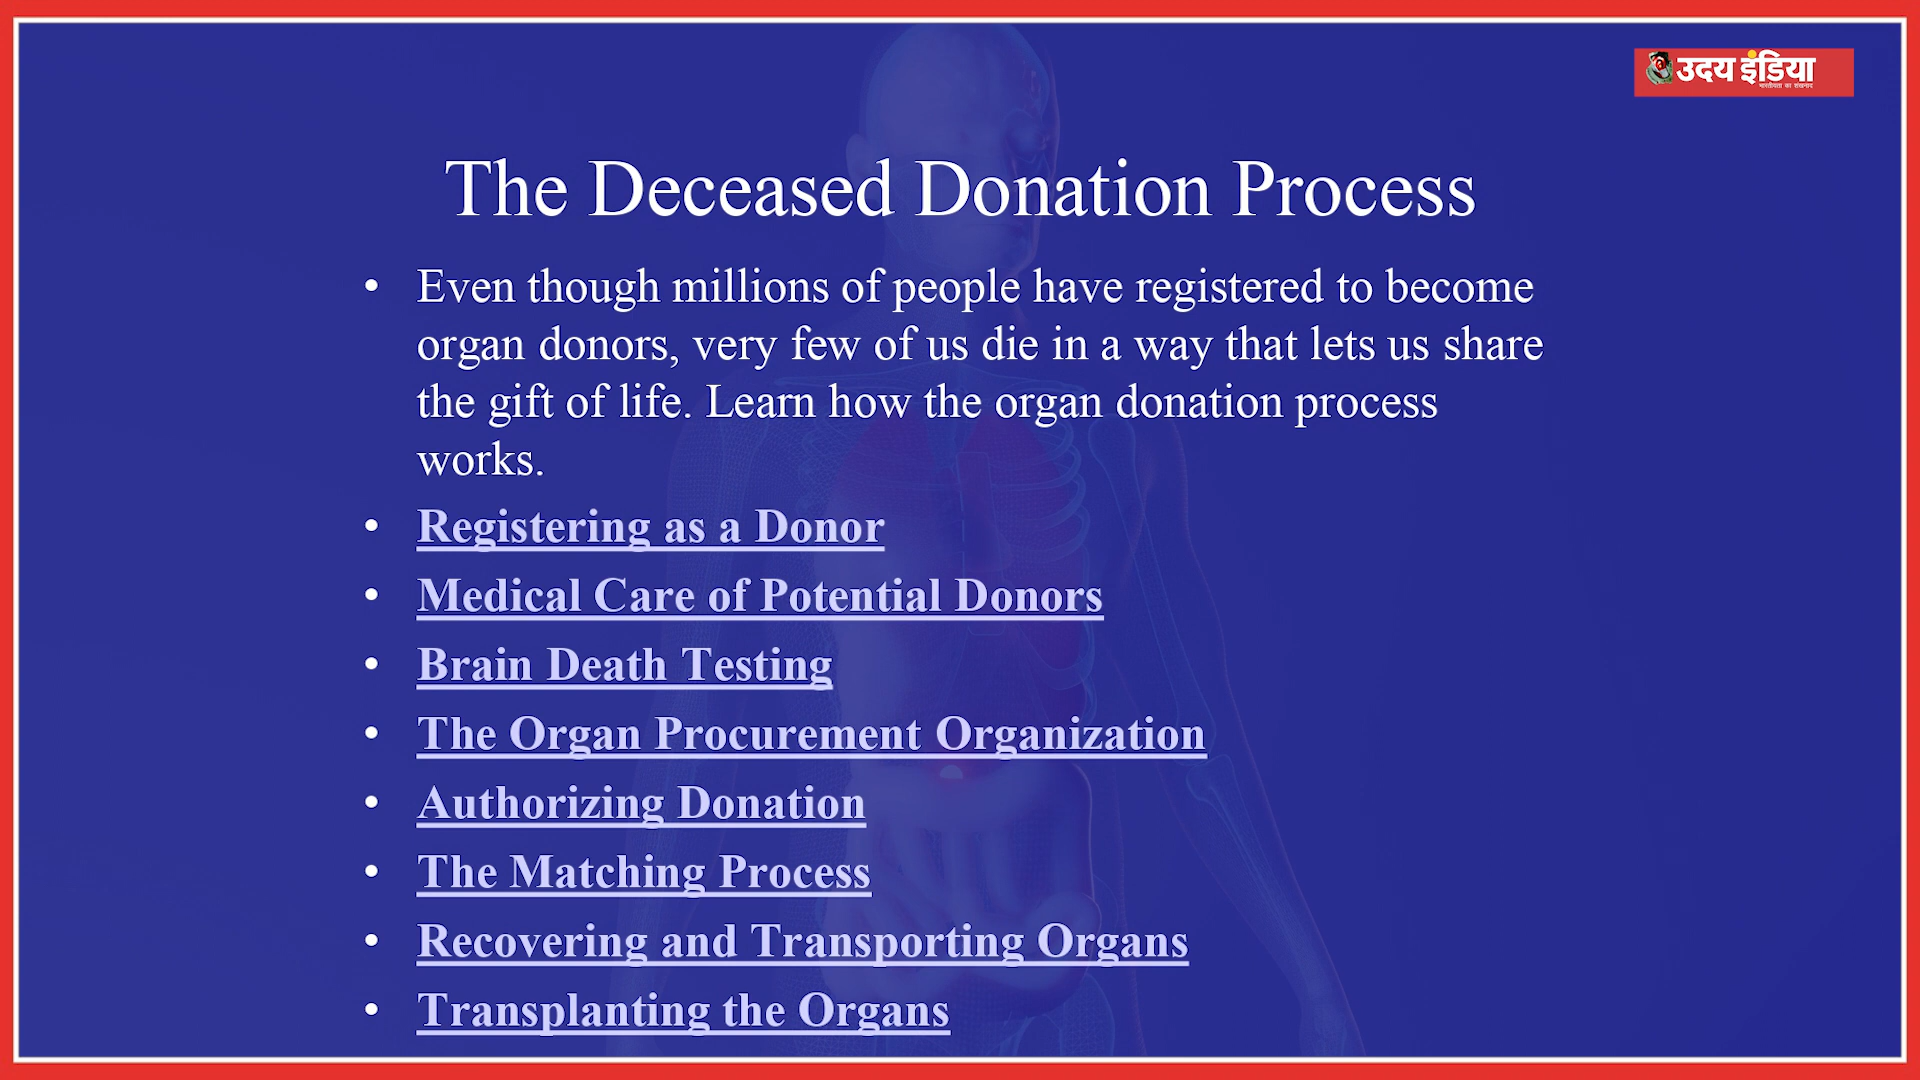 उदय इंडिया
भारतीयता का शंखनाद
The Deceased Donation Process
• Even though millions of people have registered to become
organ donors, very few of us die in a way that lets us share
the gift of life. Learn how the organ donation process
works.
• Registering as a Donor
• Medical Care of Potential Donors
• Brain Death Testing
• The Organ Procurement Organization
• Authorizing Donation
• The Matching Process
• Recovering and Transporting Organs
• Transplanting the Organs